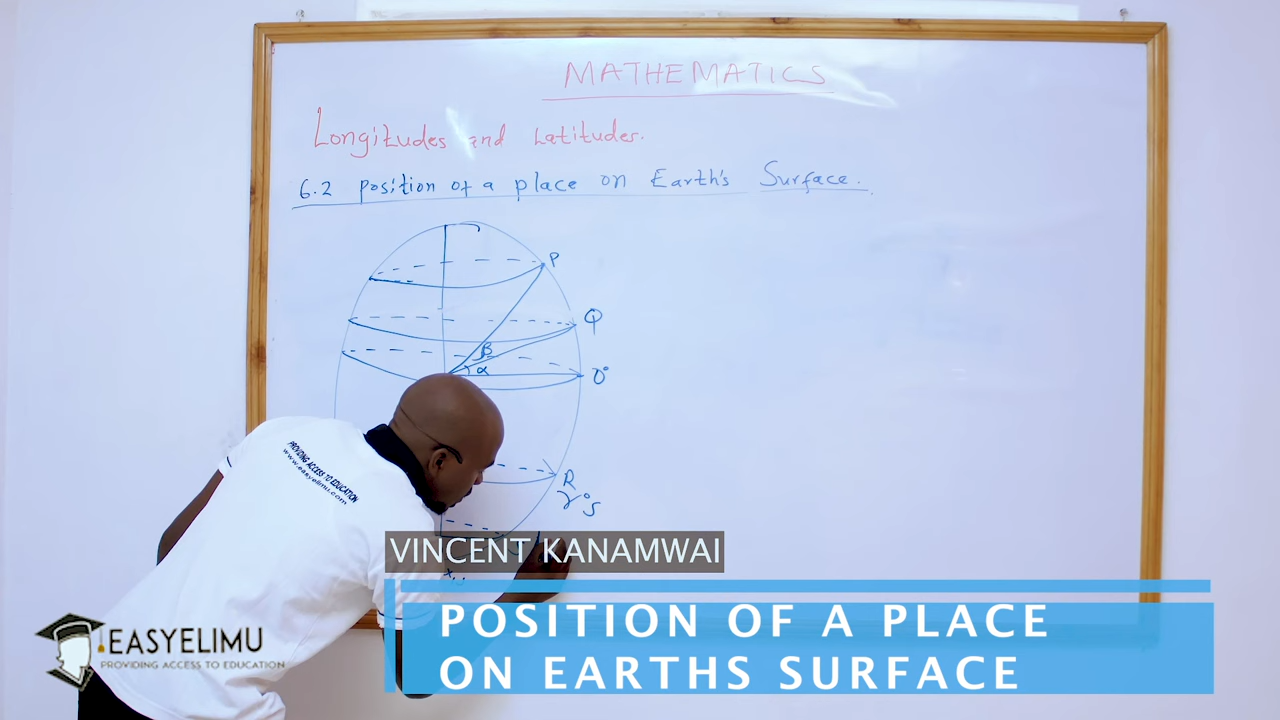 MATHEMATICS
Longitudes and Latitudes.
6.2 position of a place on Earth's Surface.
P
Q
β
α
0°
R
γ°S
PROVIDING ACCESS TO EDUCATION
www.easyelimu.com
VINCENT KANAMWAI
POSITION OF A PLACE
ON EARTHS SURFACE
EASYELIMU
PROVIDING ACCESS TO EDUCATION